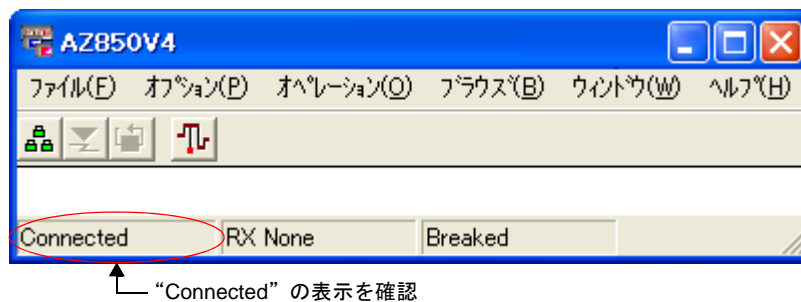 AZ850V4
ファイル(F) オプション(P) オペレーション(O) ブラウズ(B) ウィンドウ(W) ヘルプ(H)
Connected RX None Breaked
“Connected”の表示を確認